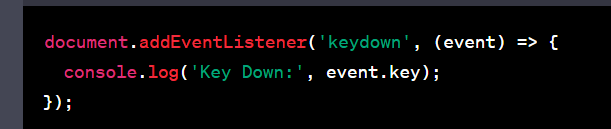 document.addEventListener('keydown', (event) => {
  console.log('Key Down:', event.key);
});